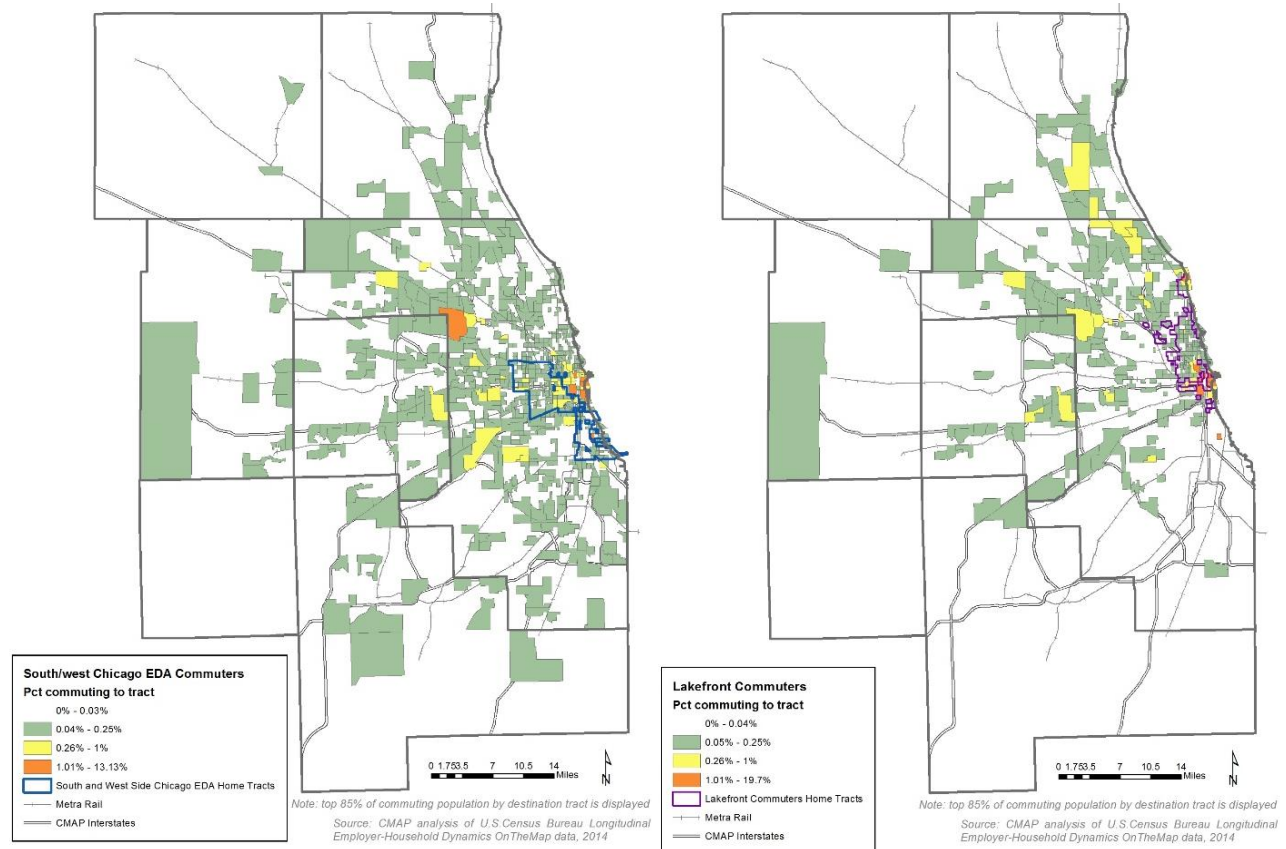 South/west Chicago EDA Commuters
Pct commuting to tract
0% - 0.03%
0.04% - 0.25%
0.26% - 1%
1.01% - 13.13%
South and West Side Chicago EDA Home Tracts
Metra Rail
CMAP Interstates
0 1.75 3.5 7 10.5 14
Miles
N
Note: top 85% of commuting population by destination tract is displayed
Source: CMAP analysis of U.S.Census Bureau Longitudinal
Employer-Household Dynamics OnTheMap data, 2014
Lakefront Commuters
Pct commuting to tract
0% - 0.04%
0.05% - 0.25%
0.26% - 1%
1.01% - 19.7%
Lakefront Commuters Home Tracts
Metra Rail
CMAP Interstates
0 1.75 3.5 7 10.5 14
Miles
N
Note: top 85% of commuting population by destination tract is displayed
Source: CMAP analysis of U.S.Census Bureau Longitudinal
Employer-Household Dynamics OnTheMap data, 2014